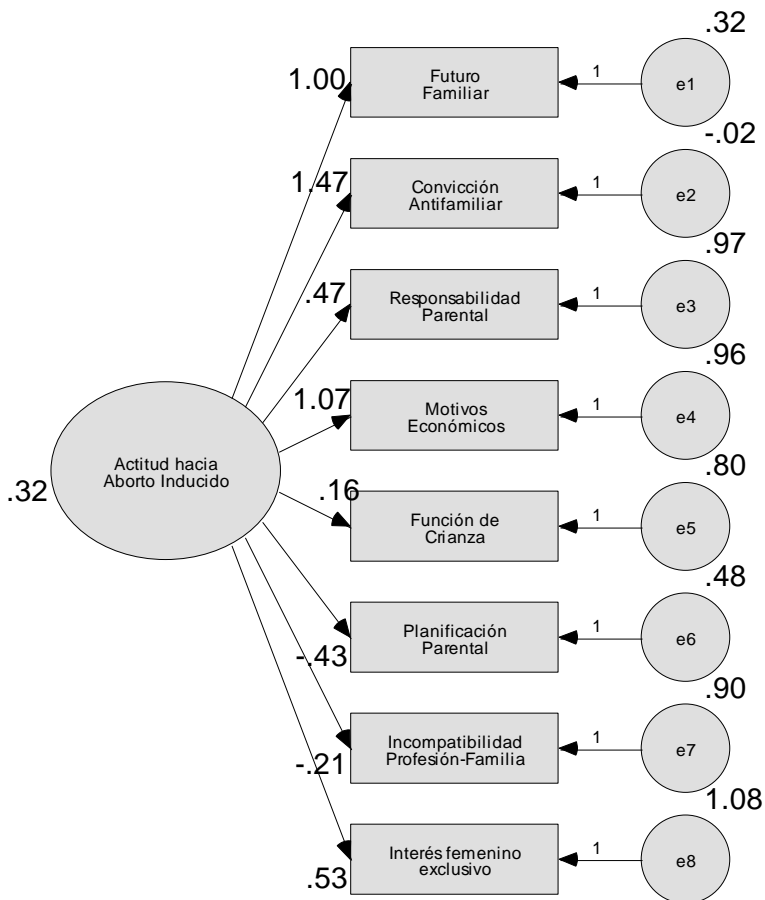 .32
1.00
Futuro
Familiar
1
e1
-.02
1.47
Convicción
Antifamiliar
1
e2
.97
.47
Responsabilidad
Parental
1
e3
.96
1.07
Motivos
Económicos
1
e4
Actitud hacia
Aborto Inducido
.32
.80
.16
Función de
Crianza
1
e5
.48
-.43
Planificación
Parental
1
e6
.90
-.21
Incompatibilidad
Profesión-Familia
1
e7
1.08
.53
Interés femenino
exclusivo
1
e8